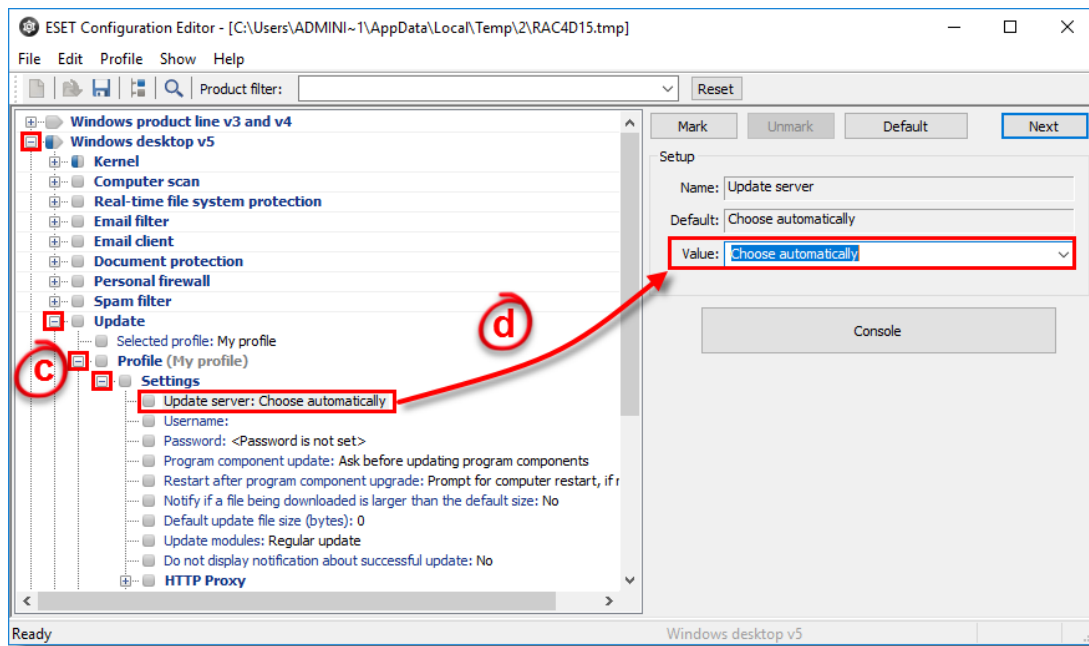 ESET Configuration Editor - [C:\Users\ADMINI~1\AppData\Local\Temp\2\RAC4D15.tmp]
File Edit Profile Show Help
Product filter: Reset
Windows product line v3 and v4
Windows desktop v5
Kernel
Computer scan
Real-time file system protection
Email filter
Email client
Document protection
Personal firewall
Spam filter
Update
Selected profile: My profile
Profile (My profile)
Settings
Update server: Choose automatically
Username:
Password: <Password is not set>
Program component update: Ask before updating program components
Restart after program component upgrade: Prompt for computer restart, if
Notify if a file being downloaded is larger than the default size: No
Default update file size (bytes): 0
Update modules: Regular update
Do not display notification about successful update: No
HTTP Proxy
c
d
Mark Unmark Default Next
Setup
Name: Update server
Default: Choose automatically
Value: Choose automatically
Console
Ready Windows desktop v5